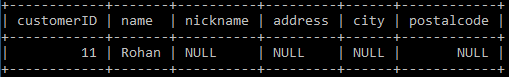 customerID | name | nickname | address | city | postalcode
11 | Rohan | NULL | NULL | NULL | NULL